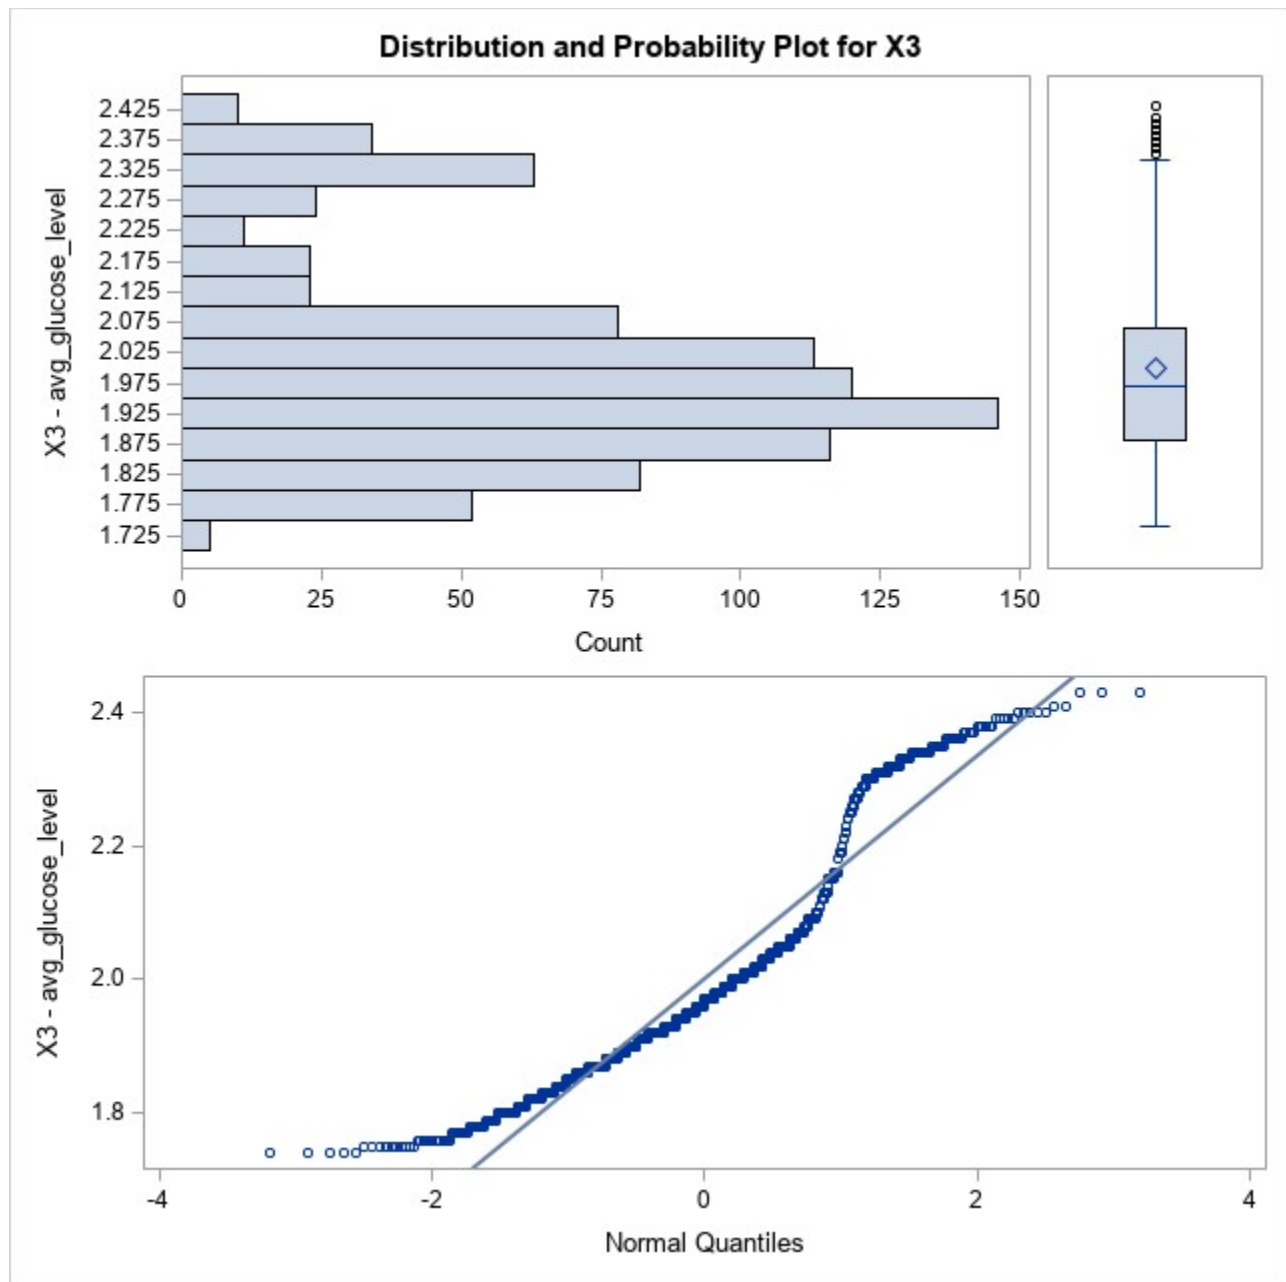 Distribution and Probability Plot for X3
X3 - avg_glucose_level
2.425
2.375
2.325
2.275
2.225
2.175
2.125
2.075
2.025
1.975
1.925
1.875
1.825
1.775
1.725
0 25 50 75 100 125 150
Count
X3 - avg_glucose_level
2.4
2.2
2.0
1.8
-4 -2 0 2 4
Normal Quantiles